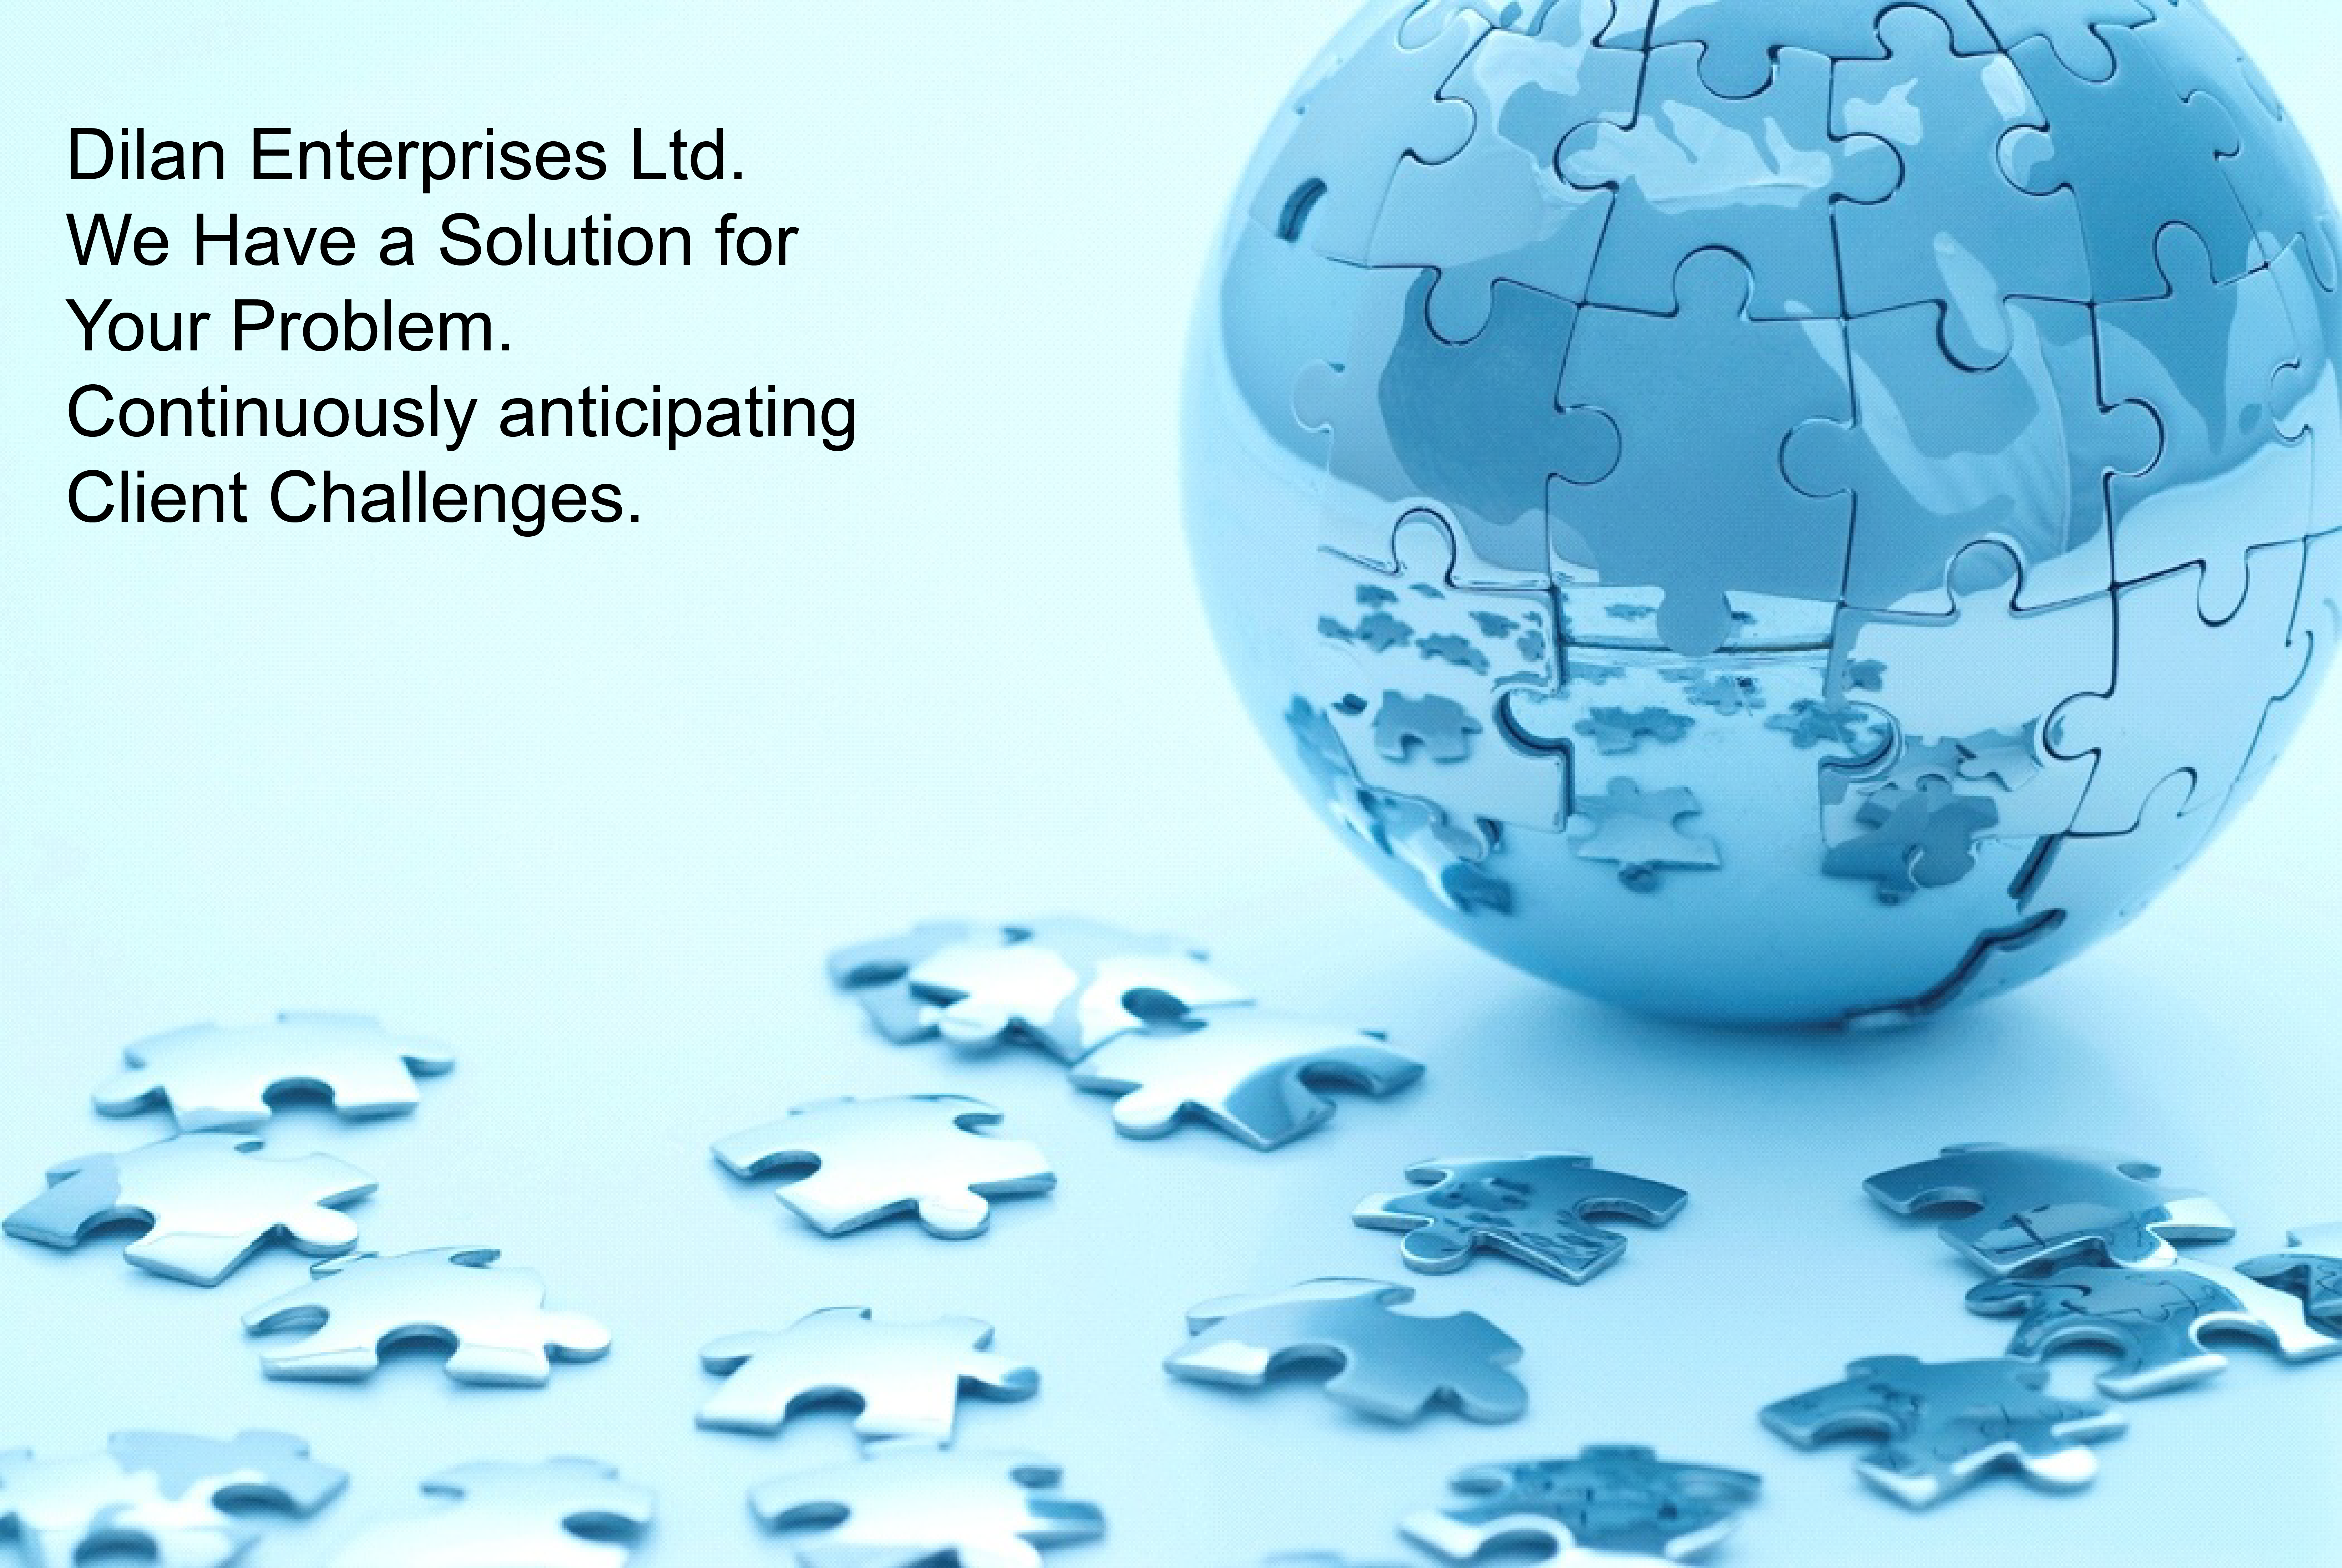 Dilan Enterprises Ltd.
We Have a Solution for
Your Problem.
Continuously anticipating
Client Challenges.